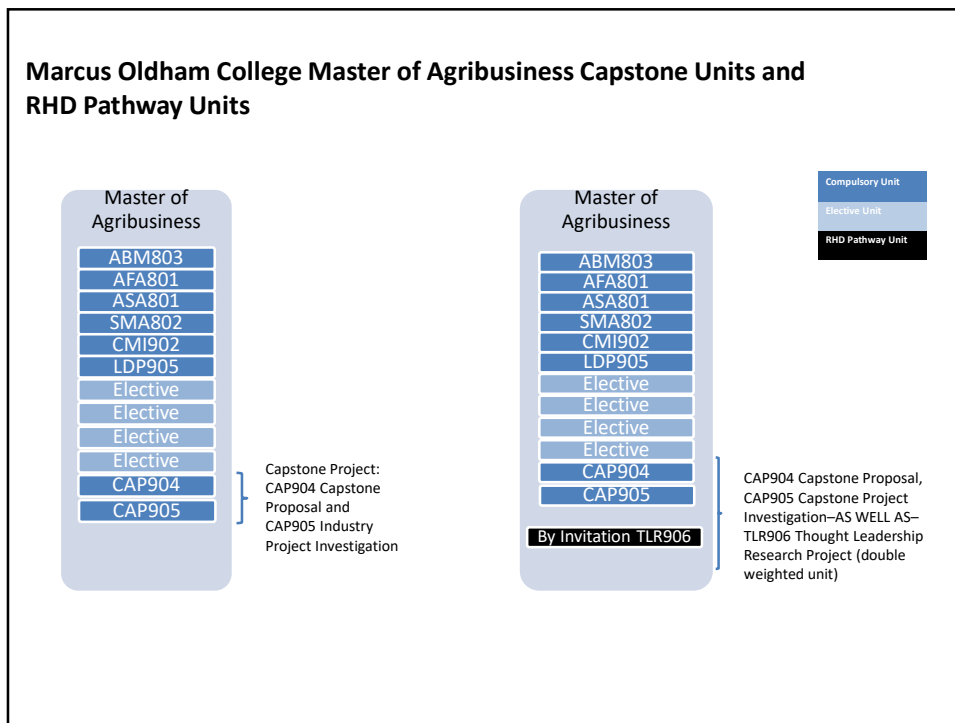 Marcus Oldham College Master of Agribusiness Capstone Units and
RHD Pathway Units
Master of
Agribusiness
ABM803
AFA801
ASA801
SMA802
CMI902
LDP905
Elective
Elective
Elective
Elective
CAP904
CAP905
Capstone Project:
CAP904 Capstone
Proposal and
CAP905 Industry
Project Investigation
Master of
Agribusiness
ABM803
AFA801
ASA801
SMA802
CMI902
LDP905
Elective
Elective
Elective
Elective
CAP904
CAP905
By Invitation TLR906
CAP904 Capstone Proposal,
CAP905 Capstone Project
Investigation–AS WELL AS–
TLR906 Thought Leadership
Research Project (double
weighted unit)
Compulsory Unit
Elective Unit
RHD Pathway Unit